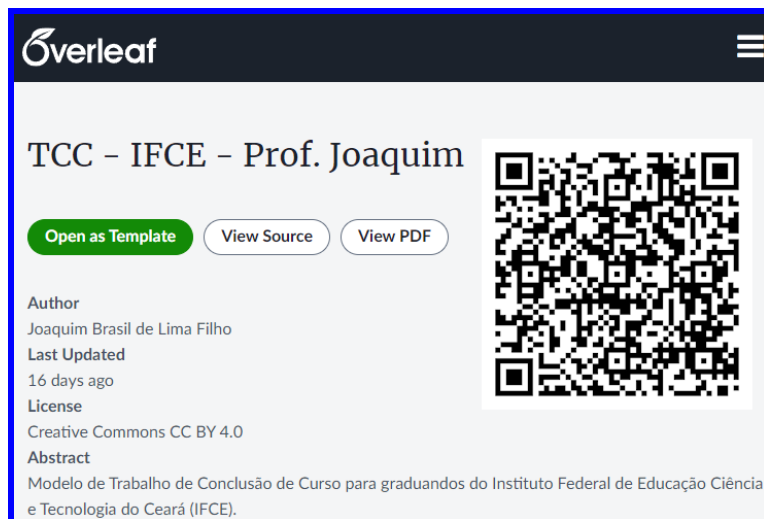 Overleaf
TCC - IFCE - Prof. Joaquim
Open as Template
View Source
View PDF
Author
Joaquim Brasil de Lima Filho
Last Updated
16 days ago
License
Creative Commons CC BY 4.0
Abstract
Modelo de Trabalho de Conclusão de Curso para graduandos do Instituto Federal de Educação Ciência
e Tecnologia do Ceará (IFCE).